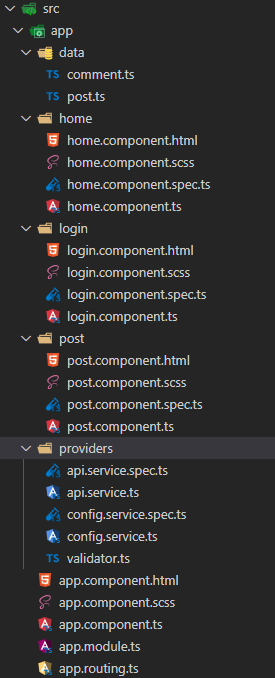 src
app
data
TS comment.ts
TS post.ts
home
home.component.html
home.component.scss
home.component.spec.ts
home.component.ts
login
login.component.html
login.component.scss
login.component.spec.ts
login.component.ts
post
post.component.html
post.component.scss
post.component.spec.ts
post.component.ts
providers
api.service.spec.ts
api.service.ts
config.service.spec.ts
config.service.ts
TS validator.ts
app.component.html
app.component.scss
app.component.ts
app.module.ts
app.routing.ts